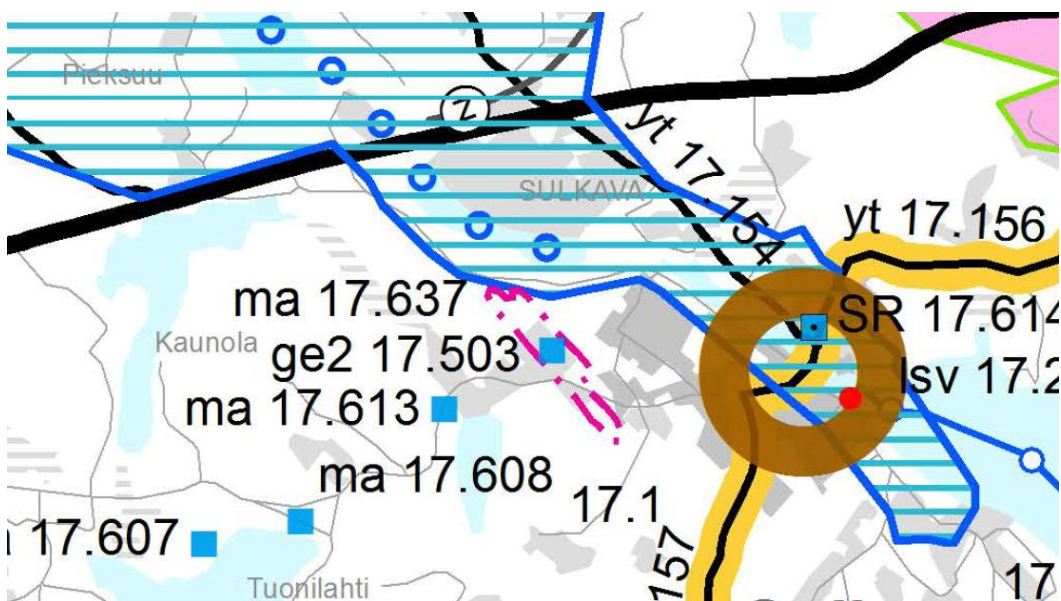 Pieksuu
N
yt 17.154
SULKAVA
yt 17.156
ma 17.637
SR 17.614
Kaunola
ge2 17.503
lsv 17.2
ma 17.613
ma 17.608
17.1
17.607
157
17
Tuonilahti